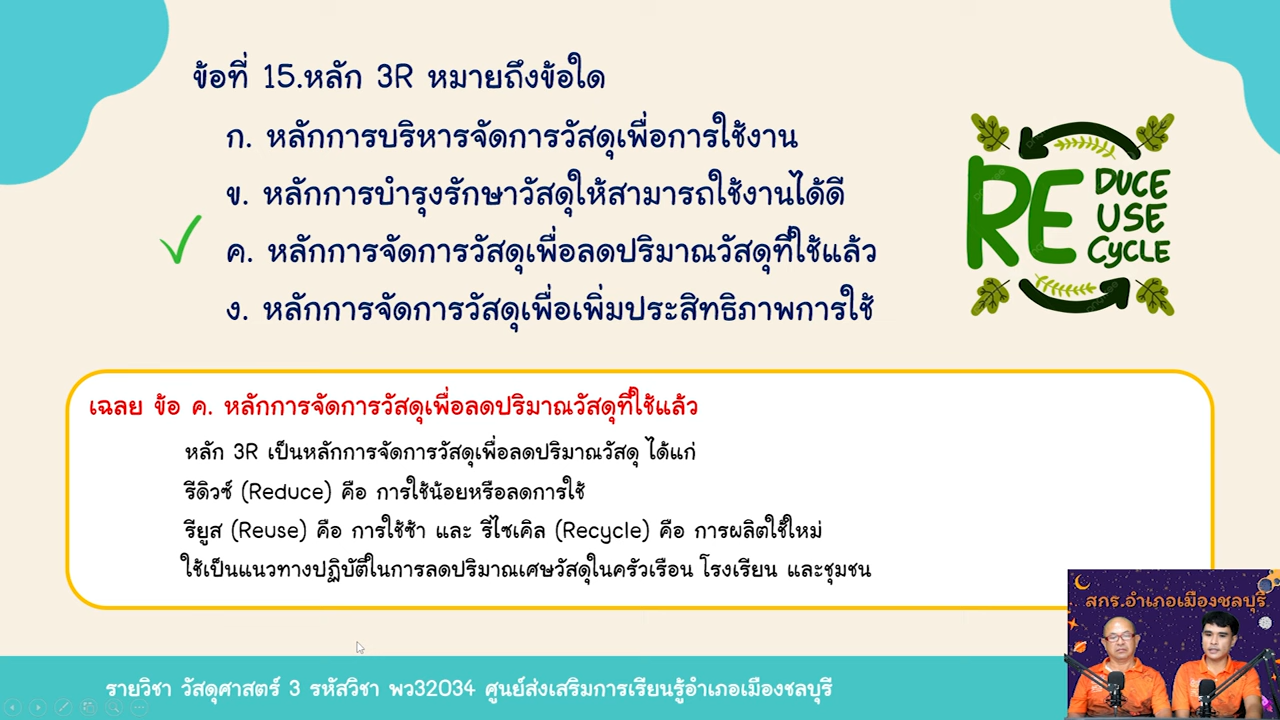 ข้อที่ 15.หลัก 3R หมายถึงข้อใด
ก. หลักการบริหารจัดการวัสดุเพื่อการใช้งาน
ข. หลักการบำรุงรักษาวัสดุให้สามารถใช้งานได้ดี
ค. หลักการจัดการวัสดุเพื่อลดปริมาณวัสดุที่ใช้แล้ว
ง. หลักการจัดการวัสดุเพื่อเพิ่มประสิทธิภาพการใช้
RE
DUCE
USE
CYCLE
เฉลย ข้อ ค. หลักการจัดการวัสดุเพื่อลดปริมาณวัสดุที่ใช้แล้ว
หลัก 3R เป็นหลักการจัดการวัสดุเพื่อลดปริมาณวัสดุ ได้แก่
รีดิวซ์ (Reduce) คือ การใช้น้อยหรือลดการใช้
รียูส (Reuse) คือ การใช้ซ้ำ และ รีไซเคิล (Recycle) คือ การผลิตใช้ใหม่
ใช้เป็นแนวทางปฏิบัติในการลดปริมาณเศษวัสดุในครัวเรือน โรงเรียน และชุมชน
สกร.อำเภอเมืองชลบุรี
รายวิชา วัสดุศาสตร์ 3 รหัสวิชา พว32034 ศูนย์ส่งเสริมการเรียนรู้อำเภอเมืองชลบุรี